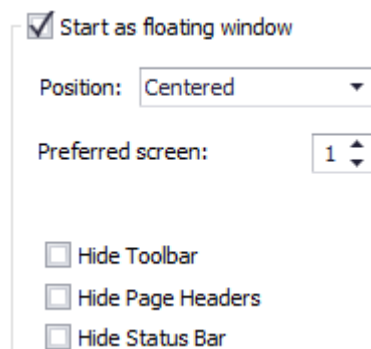 Start as floating window
Position: Centered
Preferred screen: 1
Hide Toolbar
Hide Page Headers
Hide Status Bar